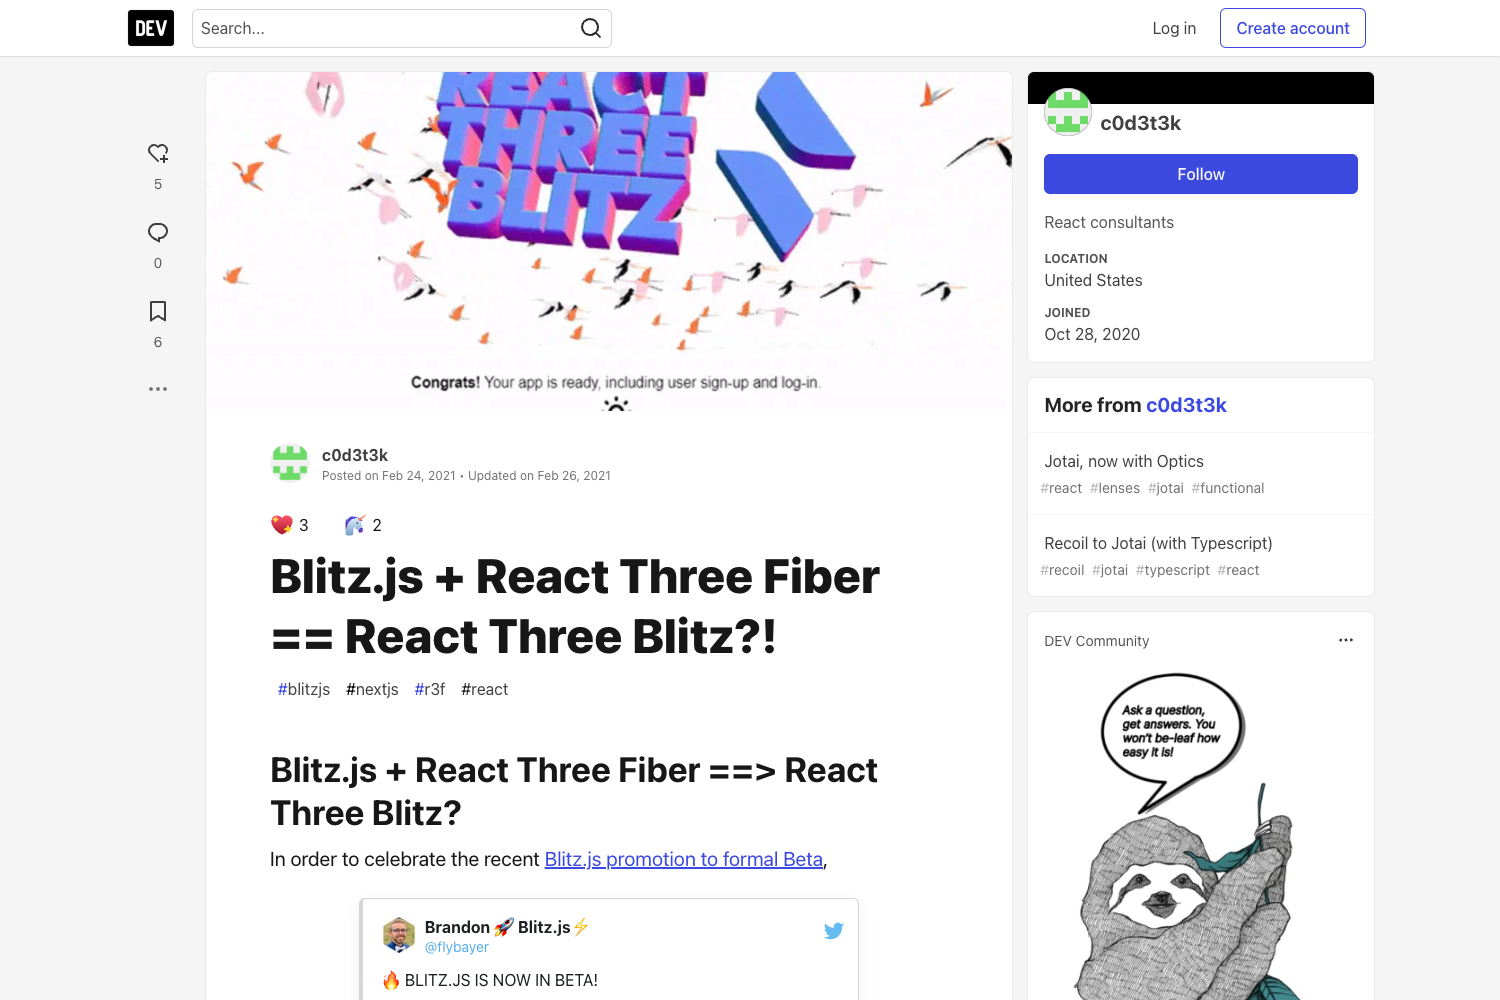 DEV
Search...
Log in
Create account
REACT
THREE
BLITZ
Congrats! Your app is ready, including user sign-up and log-in.
5
0
6
c0d3t3k
Posted on Feb 24, 2021 • Updated on Feb 26, 2021
3
2
Blitz.js + React Three Fiber
== React Three Blitz?!
#blitzjs #nextjs #r3f #react
Blitz.js + React Three Fiber ==> React
Three Blitz?
In order to celebrate the recent Blitz.js promotion to formal Beta,
Brandon 🚀 Blitz.js⚡
@flybayer
🔥 BLITZ.JS IS NOW IN BETA!
c0d3t3k
Follow
React consultants
LOCATION
United States
JOINED
Oct 28, 2020
More from c0d3t3k
Jotai, now with Optics
#react #lenses #jotai #functional
Recoil to Jotai (with Typescript)
#recoil #jotai #typescript #react
DEV Community
Ask a question,
get answers. You
won't be-leaf how
easy it is!